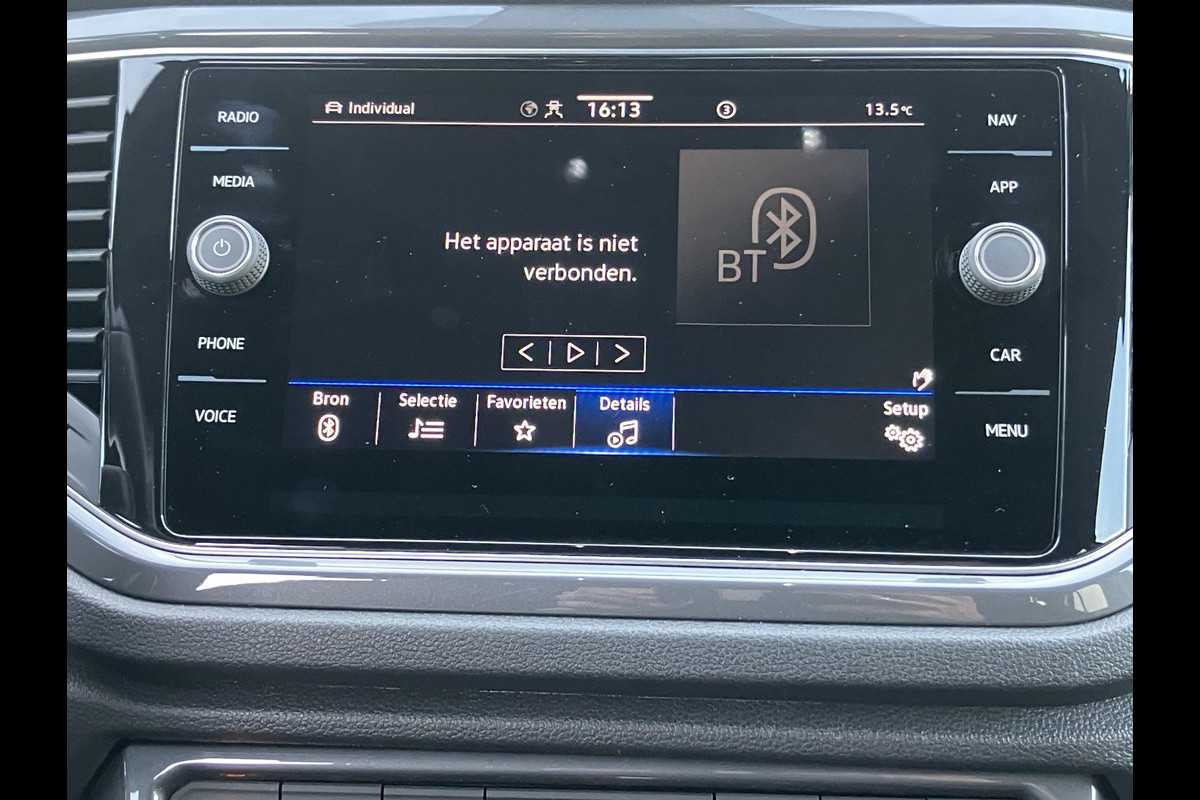 RADIO
MEDIA
PHONE
VOICE
Individual
16:13
3
13.5°C
Het apparaat is niet
verbonden.
BT
Bron
Selectie
Favorieten
Details
Setup
NAV
APP
CAR
MENU